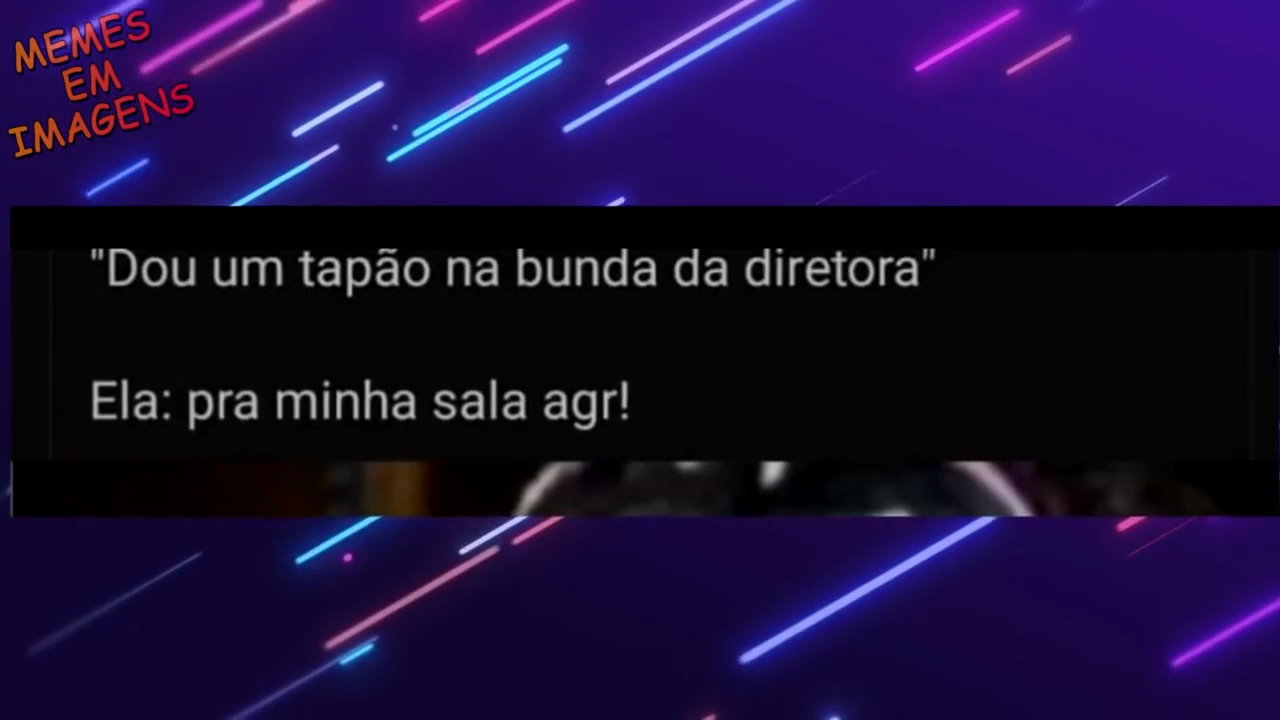 MEMES
EM
IMAGENS
"Dou um tapão na bunda da diretora"
Ela: pra minha sala agr!